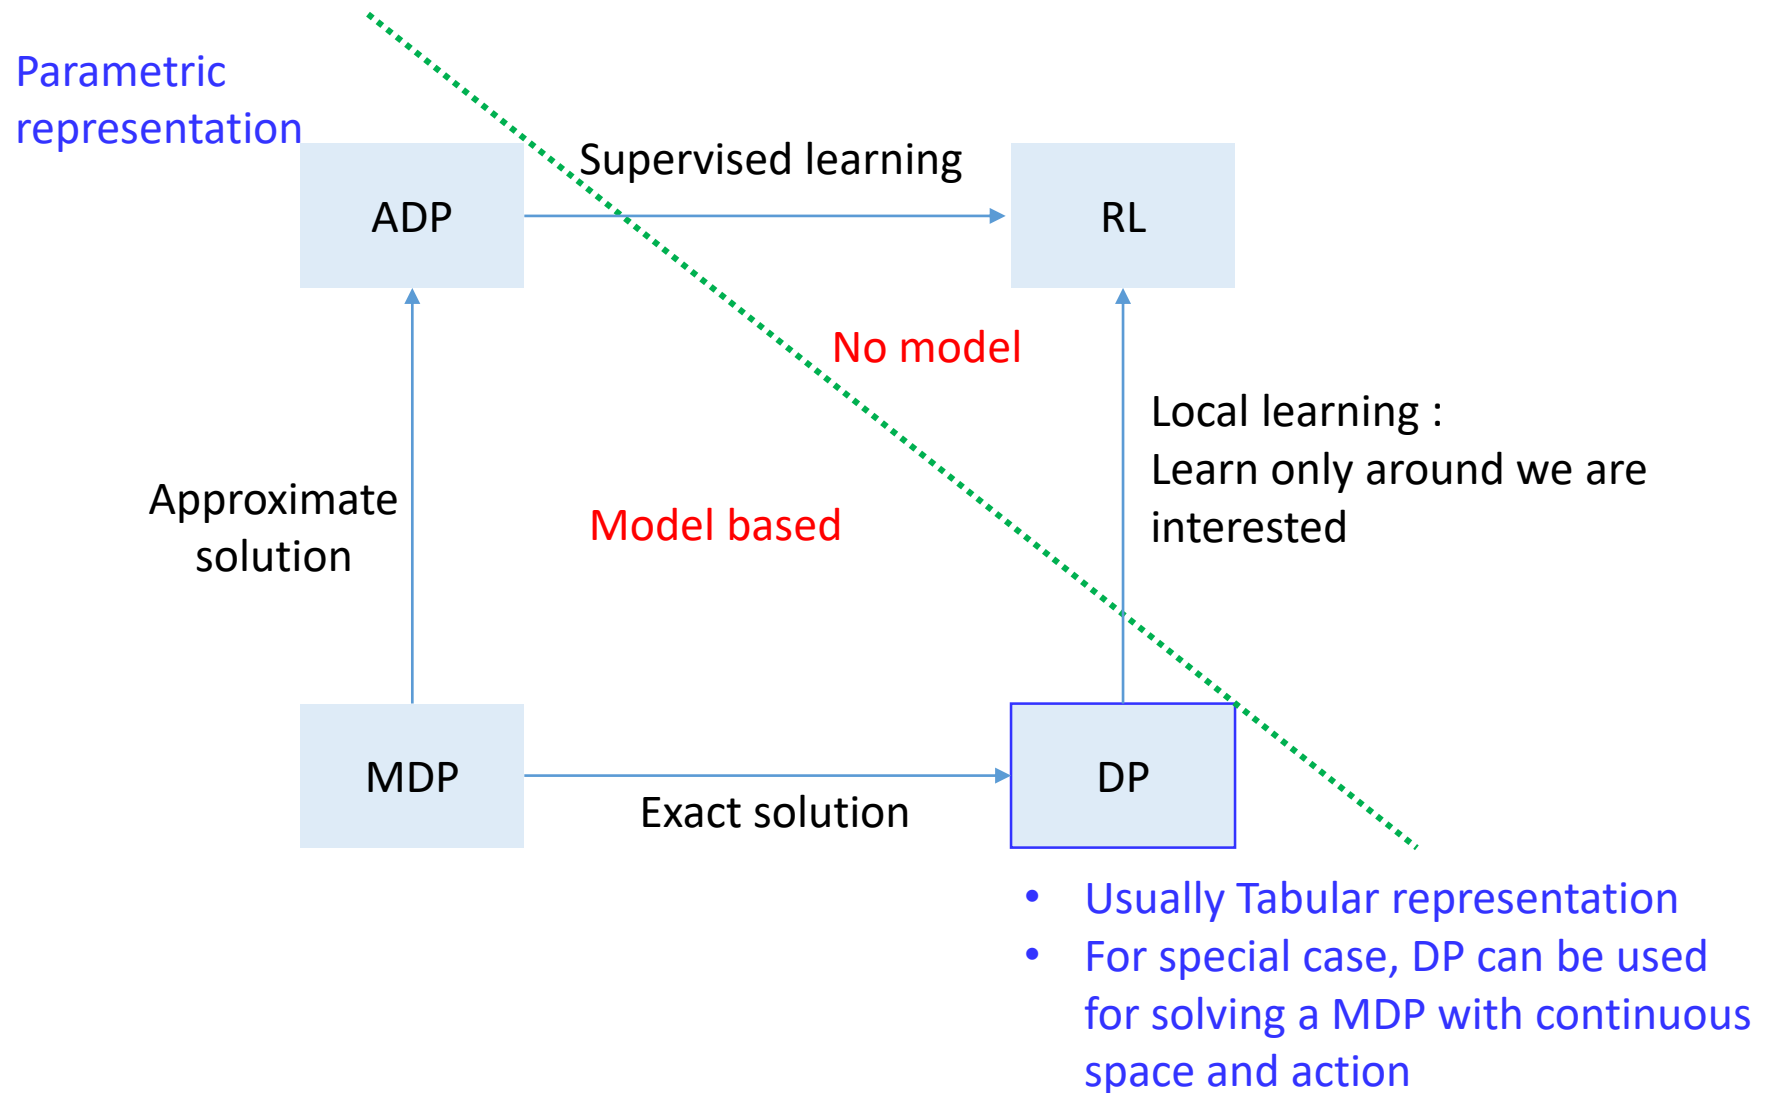 Parametric
representation
Supervised learning
ADP
RL
No model
Local learning :
Learn only around we are
interested
Approximate
solution
Model based
MDP
DP
Exact solution
• Usually Tabular representation
• For special case, DP can be used
for solving a MDP with continuous
space and action